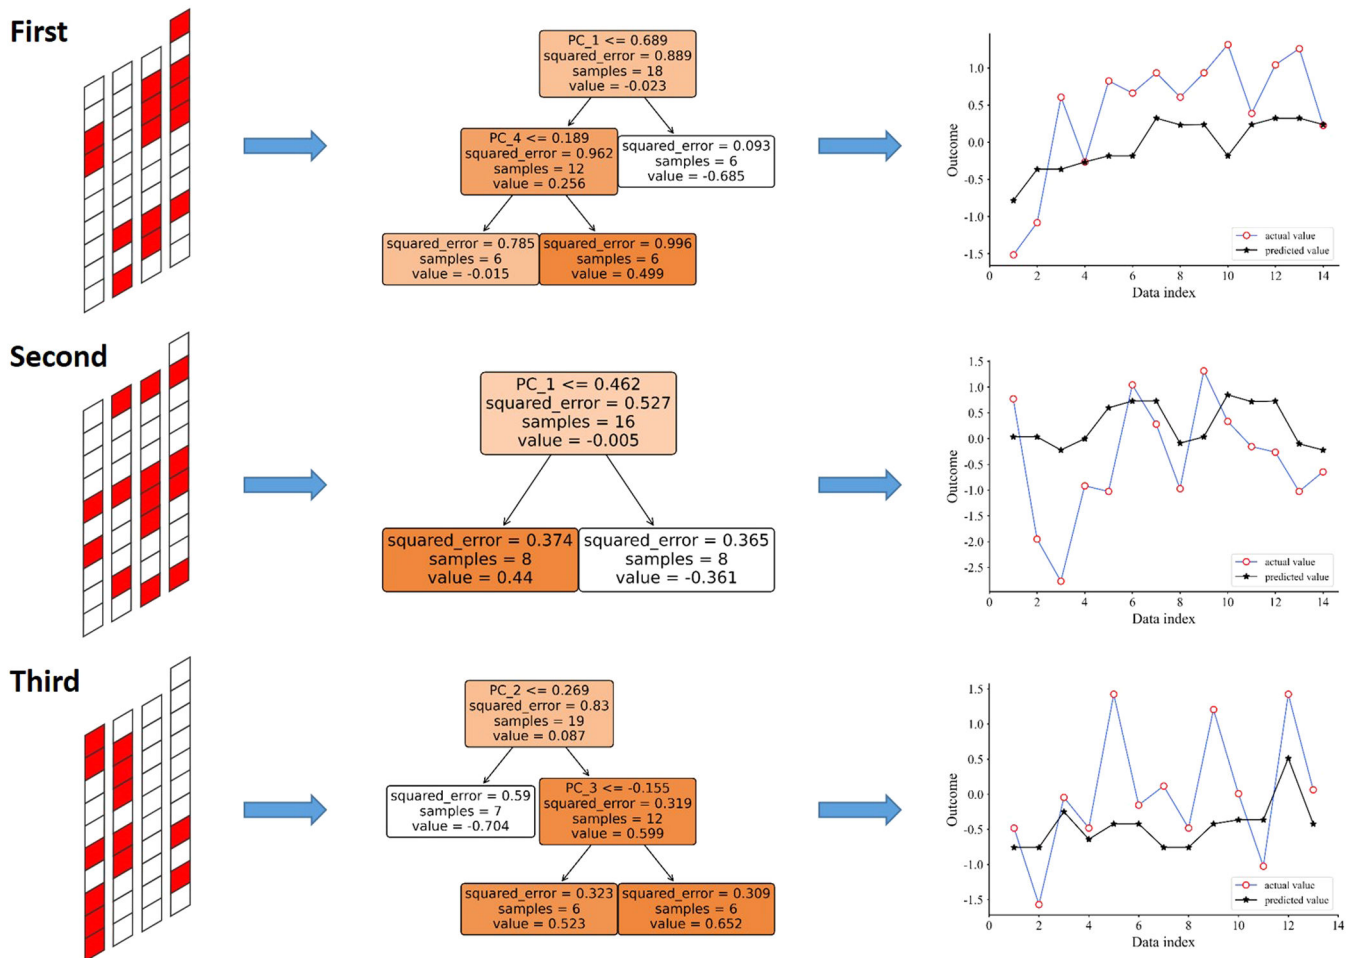 First
PC_1 <= 0.689
squared_error = 0.889
samples = 18
value = -0.023
PC_4 <= 0.189
squared_error = 0.962
samples = 12
value = 0.256
squared_error = 0.093
samples = 6
value = -0.685
squared_error = 0.785
samples = 6
value = -0.015
squared_error = 0.996
samples = 6
value = 0.499
Outcome
1.5
1.0
0.5
0.0
-0.5
-1.0
-1.5
actual value
predicted value
0 2 4 6 8 10 12 14
Data index
Second
PC_1 <= 0.462
squared_error = 0.527
samples = 16
value = -0.005
squared_error = 0.374
samples = 8
value = 0.44
squared_error = 0.365
samples = 8
value = -0.361
Outcome
1.5
1.0
0.5
0.0
-0.5
-1.0
-1.5
-2.0
-2.5
actual value
predicted value
0 2 4 6 8 10 12 14
Data index
Third
PC_2 <= 0.269
squared_error = 0.83
samples = 19
value = 0.087
squared_error = 0.59
samples = 7
value = -0.704
PC_3 <= -0.155
squared_error = 0.319
samples = 12
value = 0.599
squared_error = 0.323
samples = 6
value = 0.523
squared_error = 0.309
samples = 6
value = 0.652
Outcome
1.5
1.0
0.5
0.0
-0.5
-1.0
-1.5
actual value
predicted value
0 2 4 6 8 10 12 14
Data index